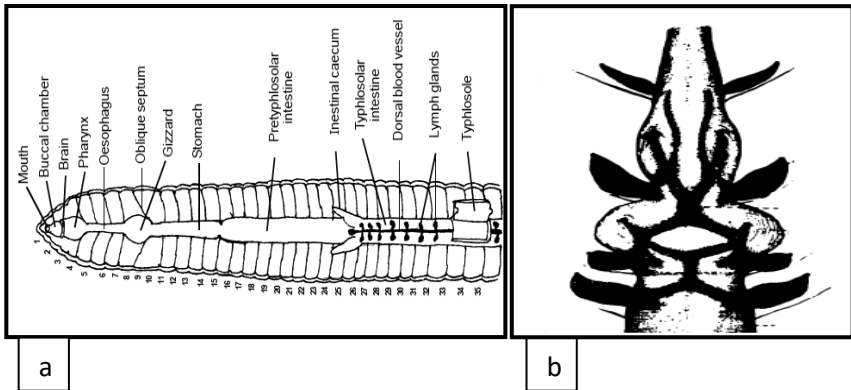 Mouth
Buccal chamber
Brain
Pharynx
Oesophagus
Oblique septum
Gizzard
Stomach
Pretyphlosolar
intestine
Inestinal caecum
Typhlosolar
intestine
Dorsal blood vessel
Lymph glands
Typhlosole
1
2
3
4
5
6
7
8
9
10
11
12
13
14
15
16
17
18
19
20
21
22
23
24
25
26
27
28
29
30
31
32
33
34
35
a
b